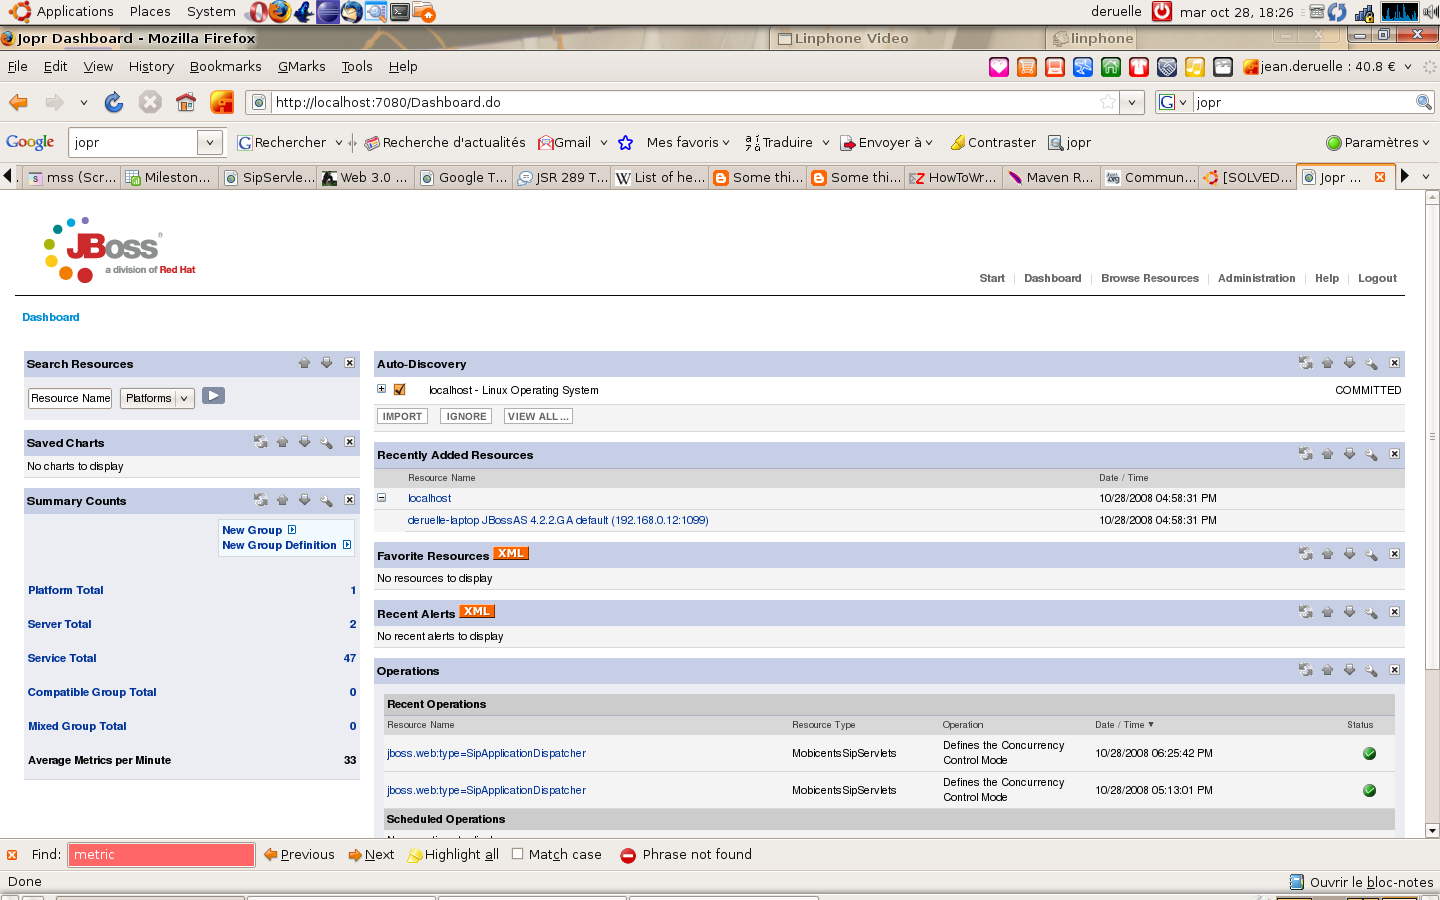 Applications Places System deruelle mar oct 28, 18:26
Jopr Dashboard - Mozilla Firefox Linphone Video linphone
File Edit View History Bookmarks GMarks Tools Help jean.deruelle : 40.8 €
http://localhost:7080/Dashboard.do jopr
Google jopr Rechercher Recherche d'actualités Gmail Mes favoris Traduire Envoyer à Contraster jopr Paramètres
mss (Scr... Mileston... SipServle... Web 3.0 ... Google T... JSR 289 T... List of he... Some thi... Some thi... HowToWr... Maven R... Commun... [SOLVED... Jopr ...
JBoss
a division of Red Hat
Start Dashboard Browse Resources Administration Help Logout
Dashboard
Search Resources
Resource Name Platforms
Saved Charts
No charts to display
Summary Counts
New Group
New Group Definition
Platform Total 1
Server Total 2
Service Total 47
Compatible Group Total 0
Mixed Group Total 0
Average Metrics per Minute 33
Auto-Discovery
localhost - Linux Operating System COMMITTED
IMPORT IGNORE VIEW ALL ...
Recently Added Resources
Resource Name Date / Time
localhost 10/28/2008 04:58:31 PM
deruelle-laptop JBossAS 4.2.2.GA default (192.168.0.12:1099) 10/28/2008 04:58:31 PM
Favorite Resources XML
No resources to display
Recent Alerts XML
No recent alerts to display
Operations
Recent Operations
Resource Name Resource Type Operation Date / Time Status
jboss.web:type=SipApplicationDispatcher MobicentsSipServlets Defines the Concurrency Control Mode 10/28/2008 06:25:42 PM
jboss.web:type=SipApplicationDispatcher MobicentsSipServlets Defines the Concurrency Control Mode 10/28/2008 05:13:01 PM
Scheduled Operations
Find: metric Previous Next Highlight all Match case Phrase not found
Done Ouvrir le bloc-notes